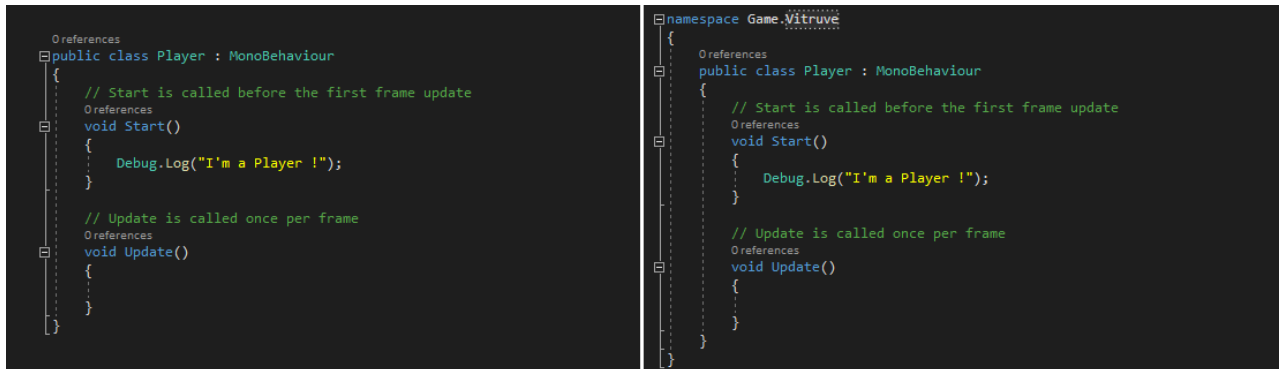 0 references
public class Player : MonoBehaviour
{
// Start is called before the first frame update
0 references
void Start()
{
Debug.Log("I'm a Player !");
}
// Update is called once per frame
0 references
void Update()
{
}
}
namespace Game.Vitruve
{
0 references
public class Player : MonoBehaviour
{
// Start is called before the first frame update
0 references
void Start()
{
Debug.Log("I'm a Player !");
}
// Update is called once per frame
0 references
void Update()
{
}
}
}